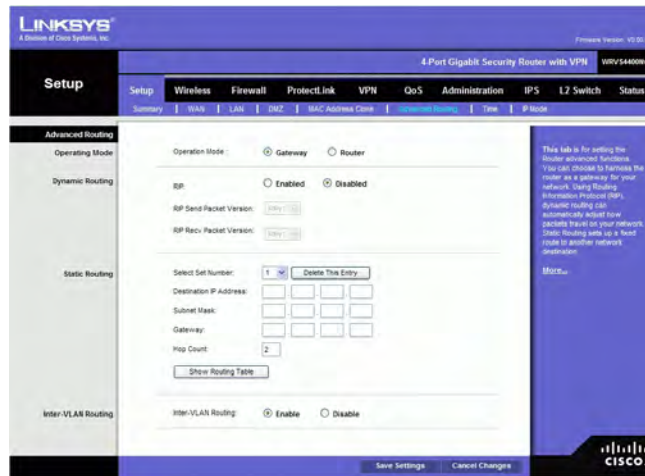 LINKSYS®
A Division of Cisco Systems, Inc.
Firmware Version: V0.00
4-Port Gigabit Security Router with VPN WRVS4400N
Setup
Setup Wireless Firewall ProtectLink VPN QoS Administration IPS L2 Switch Status
Summary | WAN | LAN | DMZ | MAC Address Clone | Advanced Routing | Time | IP Mode
Advanced Routing
Operating Mode
Operation Mode : Gateway Router
Dynamic Routing
RIP: Enabled Disabled
RIP Send Packet Version:
RIP Recv Packet Version:
Static Routing
Select Set Number: 1 Delete This Entry
Destination IP Address:
Subnet Mask:
Gateway:
Hop Count: 2
Show Routing Table
Inter-VLAN Routing
Inter-VLAN Routing: Enable Disable
This tab is for setting the
Router advanced functions.
You can choose to harness the
router as a gateway for your
network. Using Routing
Information Protocol (RIP),
dynamic routing can
automatically adjust how
packets travel on your network.
Static Routing sets up a fixed
route to another network
destination.
More...
Save Settings Cancel Changes
CISCO